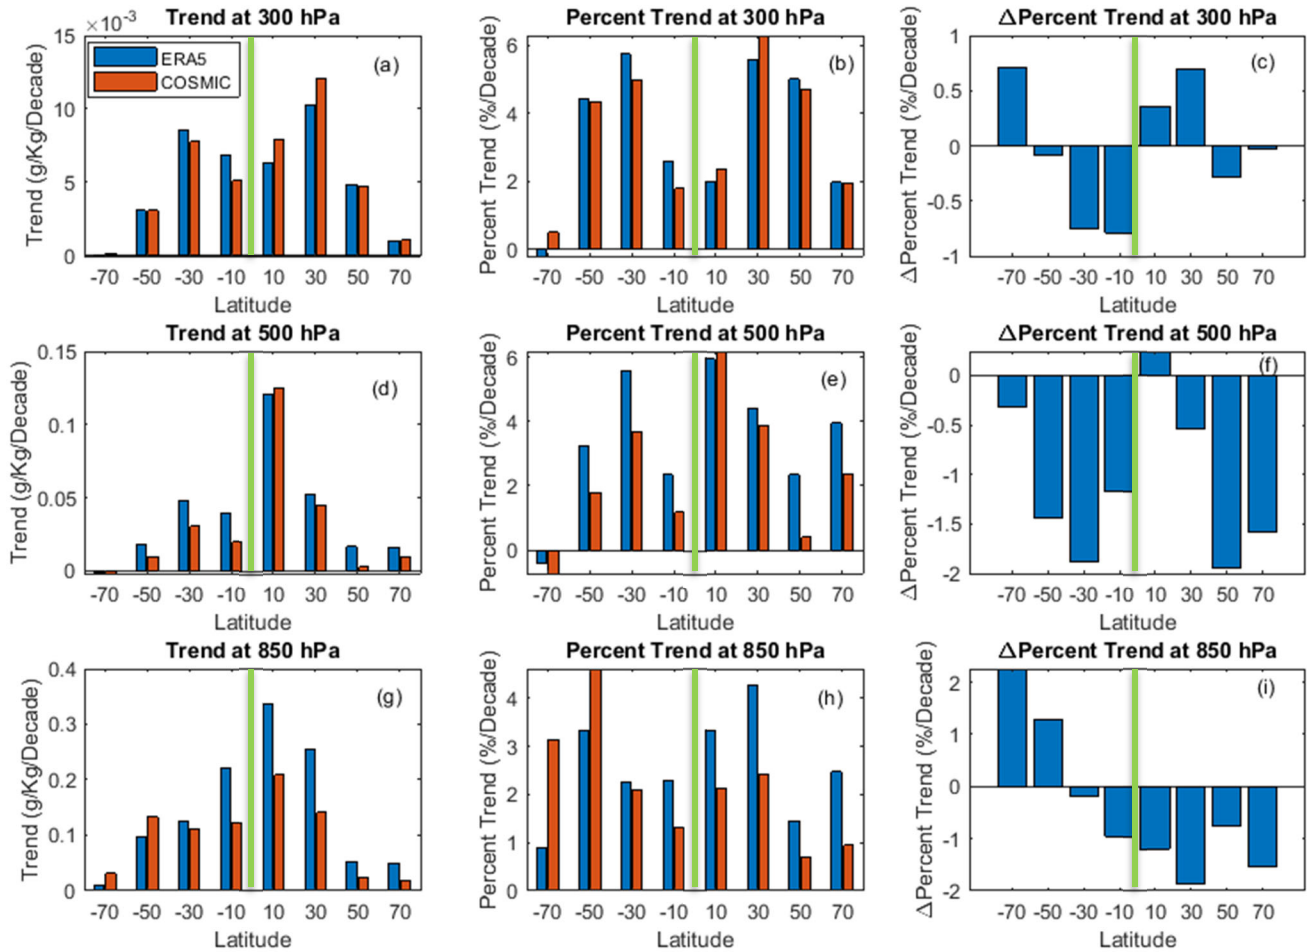 Trend at 300 hPa
×10⁻³
15
10
5
0
Trend (g/Kg/Decade)
ERA5
COSMIC
(a)
-70 -50 -30 -10 10 30 50 70
Latitude
Percent Trend at 300 hPa
6
4
2
0
Percent Trend (%/Decade)
(b)
-70 -50 -30 -10 10 30 50 70
Latitude
ΔPercent Trend at 300 hPa
1
0.5
0
-0.5
-1
ΔPercent Trend (%/Decade)
(c)
-70 -50 -30 -10 10 30 50 70
Latitude
Trend at 500 hPa
0.15
0.1
0.05
0
Trend (g/Kg/Decade)
(d)
-70 -50 -30 -10 10 30 50 70
Latitude
Percent Trend at 500 hPa
6
4
2
0
Percent Trend (%/Decade)
(e)
-70 -50 -30 -10 10 30 50 70
Latitude
ΔPercent Trend at 500 hPa
0
-0.5
-1
-1.5
-2
ΔPercent Trend (%/Decade)
(f)
-70 -50 -30 -10 10 30 50 70
Latitude
Trend at 850 hPa
0.4
0.3
0.2
0.1
0
Trend (g/Kg/Decade)
(g)
-70 -50 -30 -10 10 30 50 70
Latitude
Percent Trend at 850 hPa
4
3
2
1
0
Percent Trend (%/Decade)
(h)
-70 -50 -30 -10 10 30 50 70
Latitude
ΔPercent Trend at 850 hPa
2
1
0
-1
-2
ΔPercent Trend (%/Decade)
(i)
-70 -50 -30 -10 10 30 50 70
Latitude